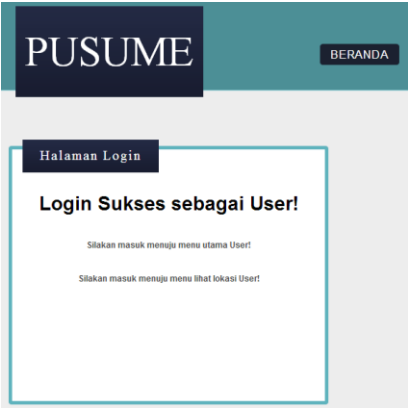 PUSUME
BERANDA
Halaman Login
Login Sukses sebagai User!
Silakan masuk menuju menu utama User!
Silakan masuk menuju menu lihat lokasi User!